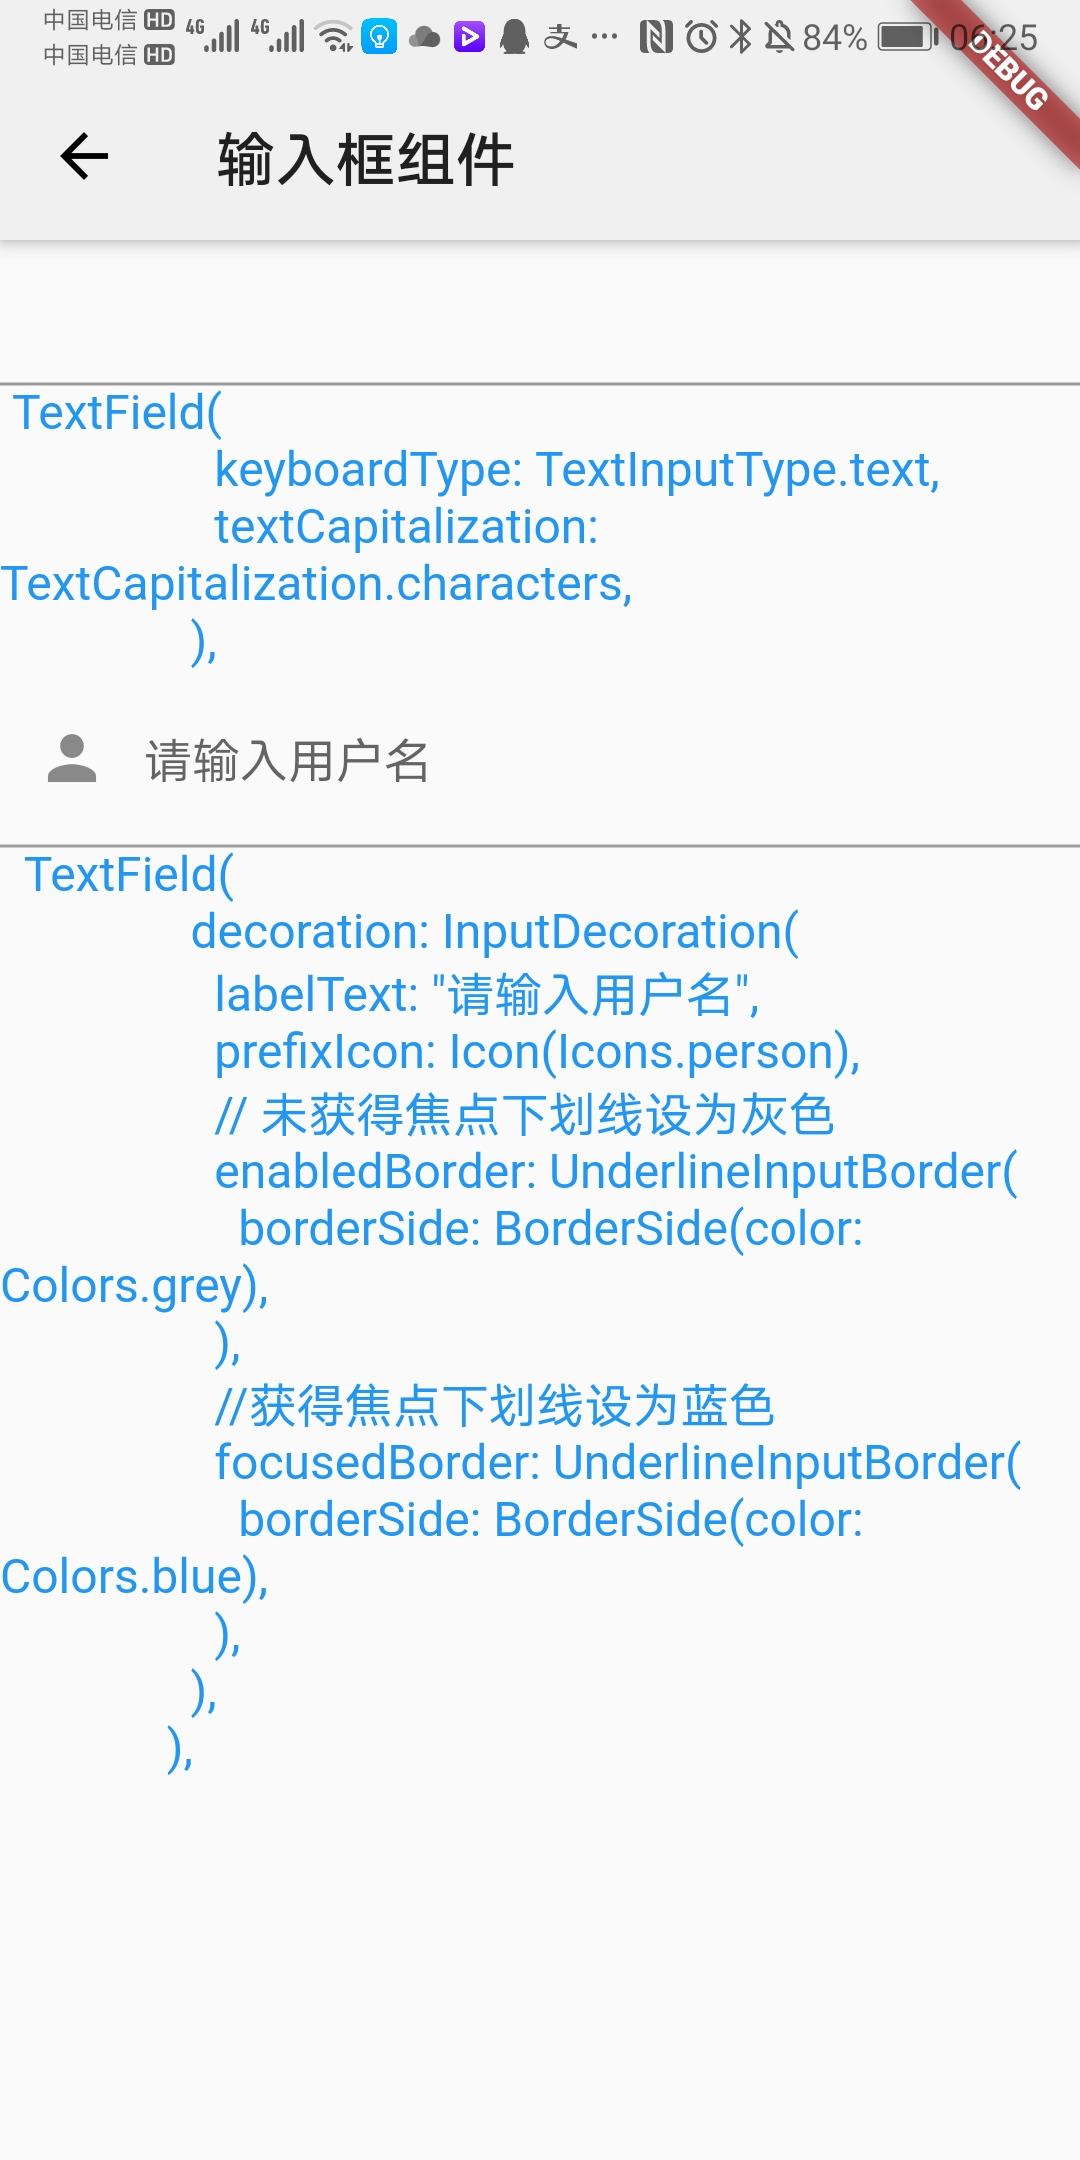 中国电信 HD 4G 4G 84% 06:25
中国电信 HD
DEBUG
输入框组件
TextField(
keyboardType: TextInputType.text,
textCapitalization:
TextCapitalization.characters,
),
请输入用户名
TextField(
decoration: InputDecoration(
labelText: "请输入用户名",
prefixIcon: Icon(Icons.person),
// 未获得焦点下划线设为灰色
enabledBorder: UnderlineInputBorder(
borderSide: BorderSide(color:
Colors.grey),
),
//获得焦点下划线设为蓝色
focusedBorder: UnderlineInputBorder(
borderSide: BorderSide(color:
Colors.blue),
),
),
),